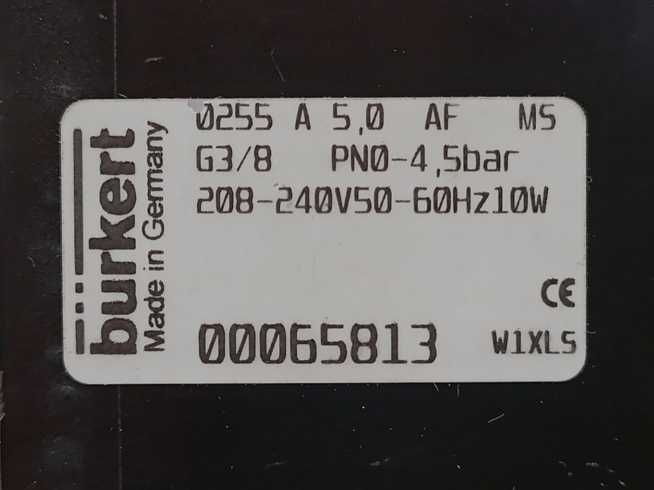 burkert
Made in Germany
0255 A 5,0 AF MS
G3/8 PN0-4,5bar
208-240V50-60Hz10W
CE
00065813
W1XLS